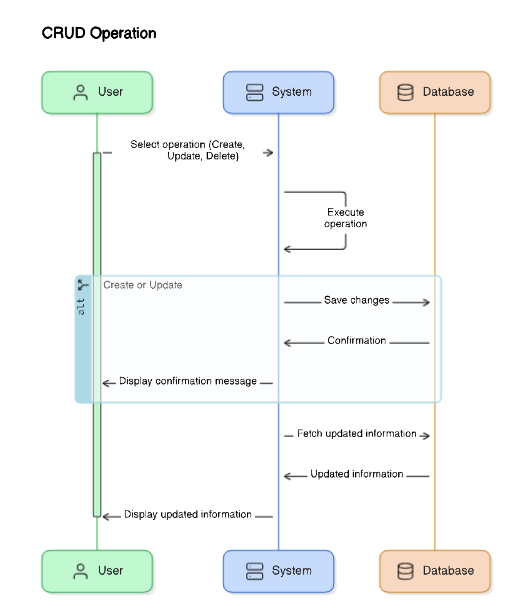 CRUD Operation
User
System
Database
Select operation (Create,
Update, Delete)
Execute
operation
alt
Create or Update
Save changes
Confirmation
Display confirmation message
Fetch updated information
Updated information
Display updated information
User
System
Database